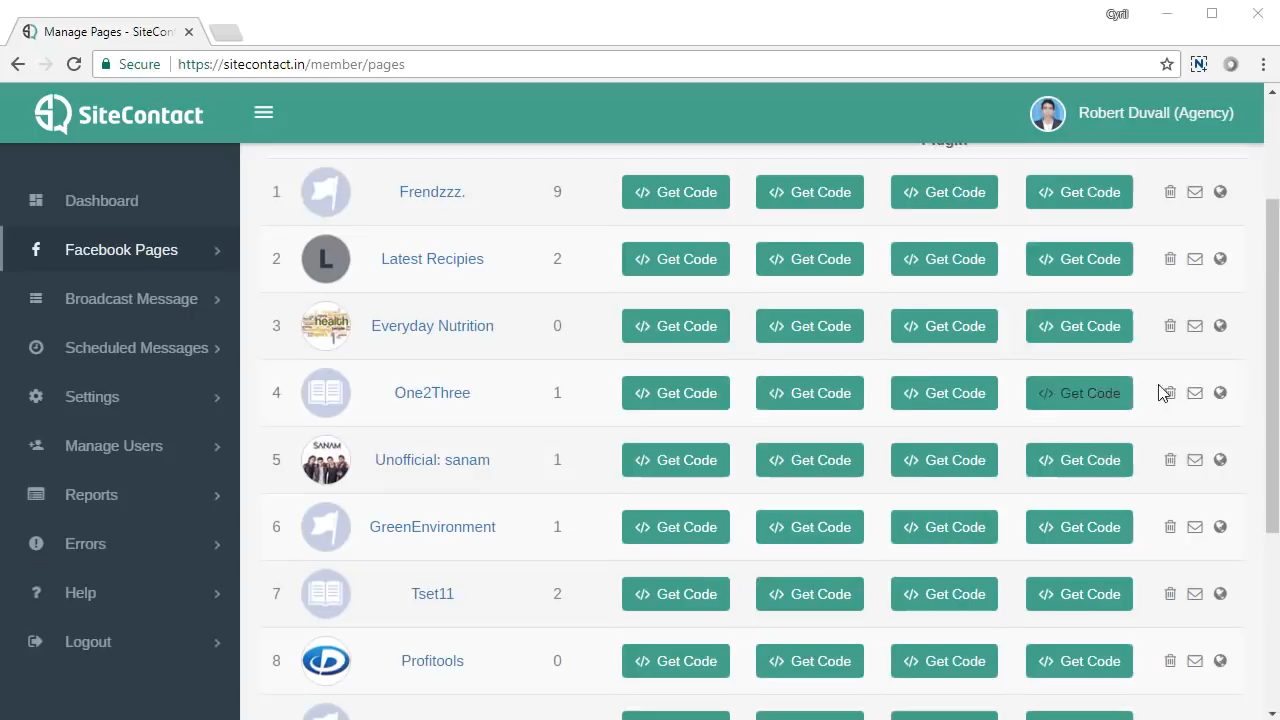 Cyril
Manage Pages - SiteCon
Secure
https://sitecontact.in/member/pages
SiteContact
Robert Duvall (Agency)
Dashboard
Facebook Pages
Broadcast Message
Scheduled Messages
Settings
Manage Users
Reports
Errors
Help
Logout
Plugin
1 Frendzzz. 9 </> Get Code </> Get Code </> Get Code </> Get Code
2 L Latest Recipies 2 </> Get Code </> Get Code </> Get Code </> Get Code
3 health Everyday Nutrition 0 </> Get Code </> Get Code </> Get Code </> Get Code
4 One2Three 1 </> Get Code </> Get Code </> Get Code </> Get Code
5 SANAM Unofficial: sanam 1 </> Get Code </> Get Code </> Get Code </> Get Code
6 GreenEnvironment 1 </> Get Code </> Get Code </> Get Code </> Get Code
7 Tset11 2 </> Get Code </> Get Code </> Get Code </> Get Code
8 Profitools 0 </> Get Code </> Get Code </> Get Code </> Get Code